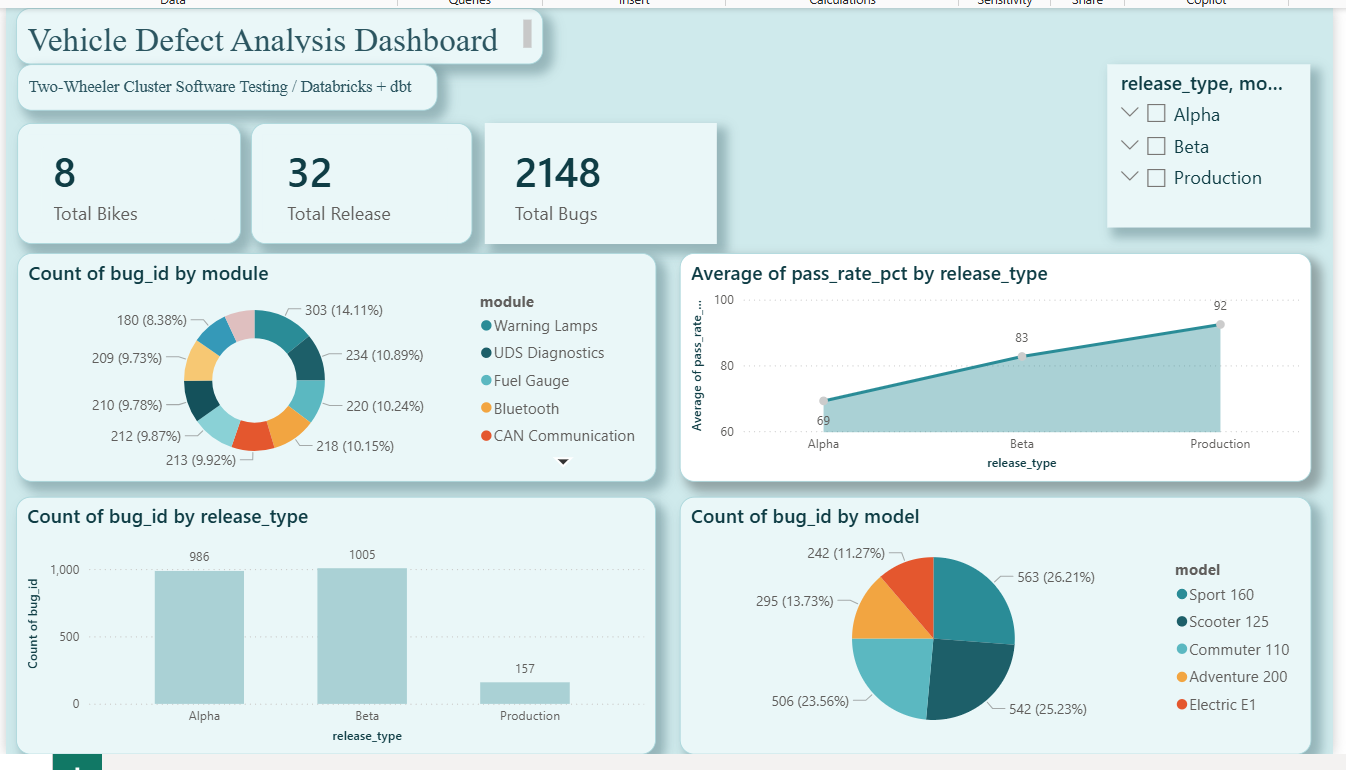 Data Queries Insert Calculations Sensitivity Share Copilot
Vehicle Defect Analysis Dashboard
Two-Wheeler Cluster Software Testing / Databricks + dbt
release_type, mo...
Alpha
Beta
Production
8
Total Bikes
32
Total Release
2148
Total Bugs
Count of bug_id by module
303 (14.11%)
234 (10.89%)
220 (10.24%)
218 (10.15%)
213 (9.92%)
212 (9.87%)
210 (9.78%)
209 (9.73%)
180 (8.38%)
module
Warning Lamps
UDS Diagnostics
Fuel Gauge
Bluetooth
CAN Communication
Average of pass_rate_pct by release_type
Average of pass_rate_...
100
80
60
69
83
92
Alpha
Beta
Production
release_type
Count of bug_id by release_type
Count of bug_id
1,000
500
0
986
1005
157
Alpha
Beta
Production
release_type
Count of bug_id by model
563 (26.21%)
542 (25.23%)
506 (23.56%)
295 (13.73%)
242 (11.27%)
model
Sport 160
Scooter 125
Commuter 110
Adventure 200
Electric E1